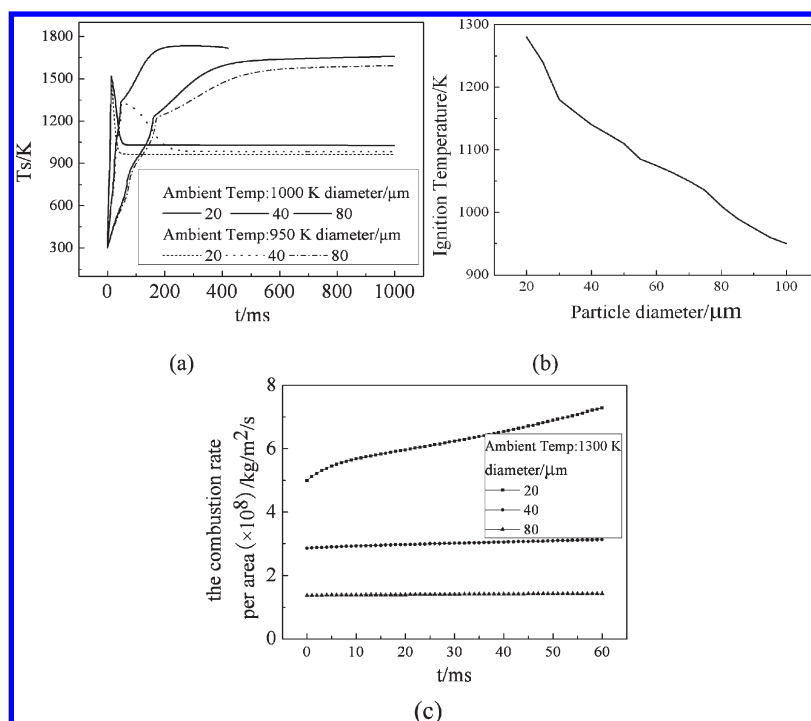 1800
1500
1200
900
600
300
Ts/K
Ambient Temp:1000 K diameter/μm
20 40 80
Ambient Temp:950 K diameter/μm
20 40 80
0 200 400 600 800 1000
t/ms
(a)
1300
1200
1100
1000
900
Ignition Temperature/K
20 40 60 80 100
Particle diameter/μm
(b)
8
6
4
2
0
the combustion rate
per area (×10⁸) /kg/m²/s
Ambient Temp:1300 K
diameter/μm
20
40
80
0 10 20 30 40 50 60
t/ms
(c)